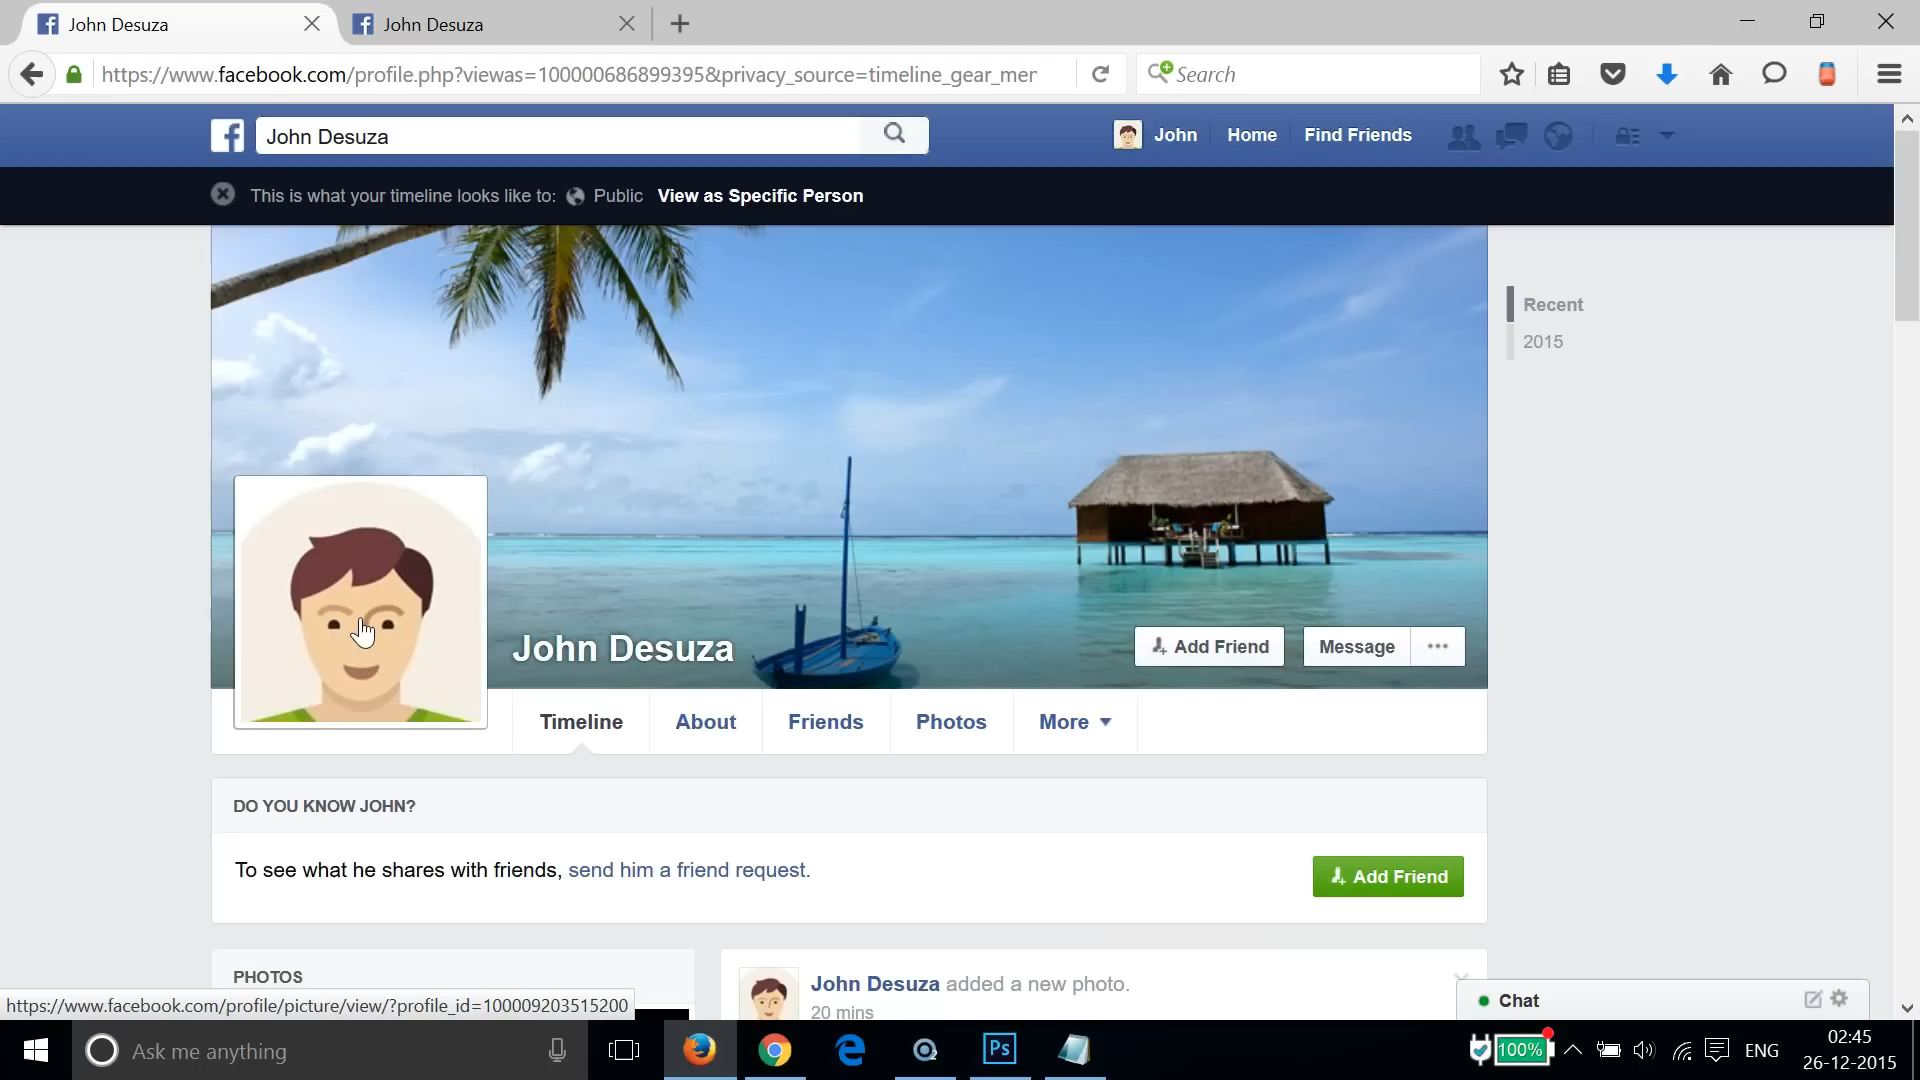 John Desuza
John Desuza
https://www.facebook.com/profile.php?viewas=100000686899395&privacy_source=timeline_gear_mer
Search
John Desuza
John
Home
Find Friends
This is what your timeline looks like to: Public View as Specific Person
Recent
2015
John Desuza
Add Friend
Message
Timeline
About
Friends
Photos
More
DO YOU KNOW JOHN?
To see what he shares with friends, send him a friend request.
Add Friend
PHOTOS
John Desuza added a new photo.
20 mins
Chat
https://www.facebook.com/profile/picture/view/?profile_id=100009203515200
Ask me anything
Ps
100%
ENG
02:45
26-12-2015